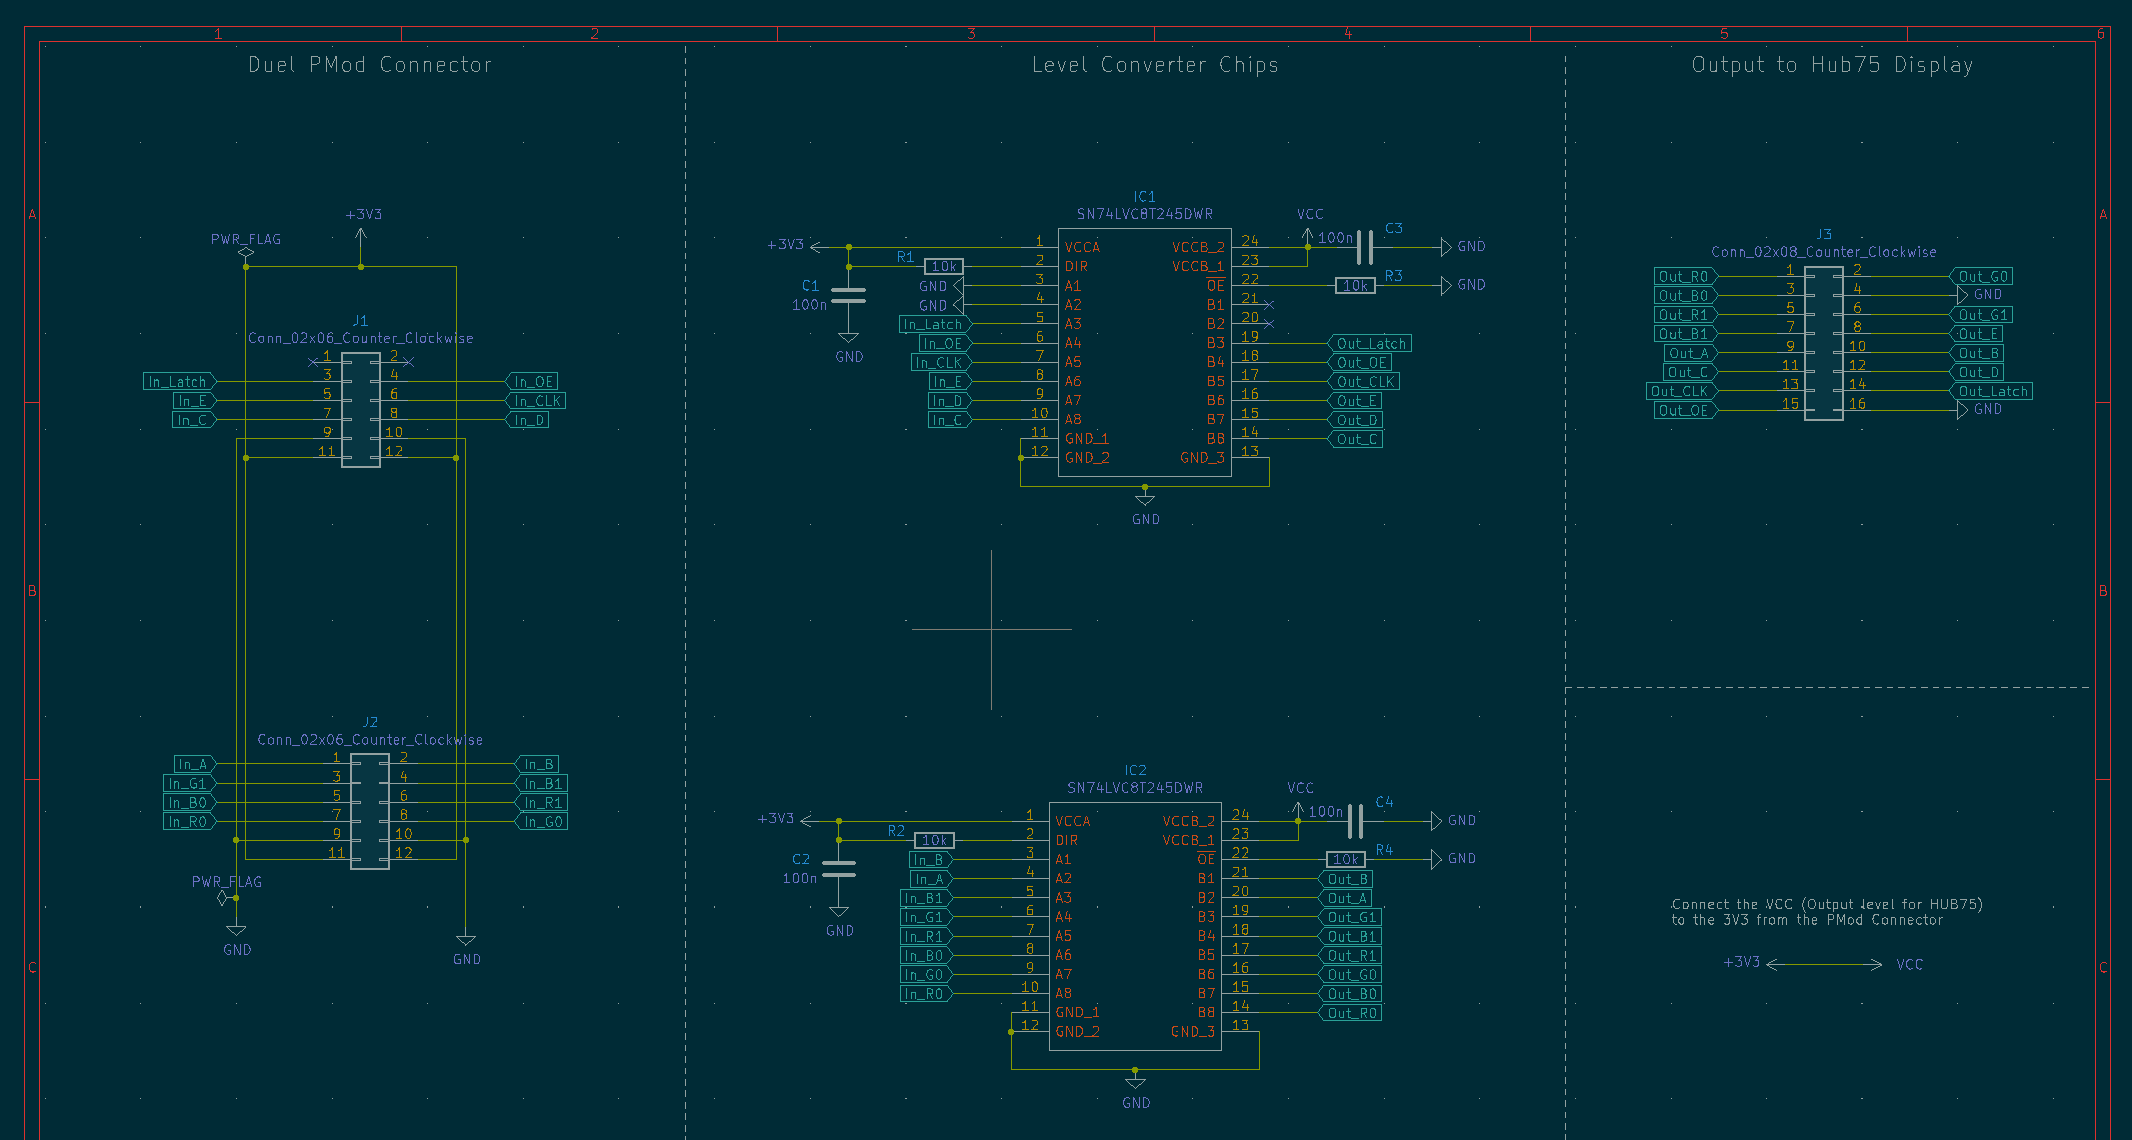 1 2 3 4 5 6
Duel PMod Connector
Level Converter Chips
Output to Hub75 Display
A
B
C
A
B
C
+3V3
PWR_FLAG
J1
Conn_02x06_Counter_Clockwise
1 2
In_Latch 3 4 In_OE
In_E 5 6 In_CLK
In_C 7 8 In_D
9 10
11 12
J2
Conn_02x06_Counter_Clockwise
In_A 1 2 In_B
In_G1 3 4 In_B1
In_B0 5 6 In_R1
In_R0 7 8 In_G0
9 10
11 12
PWR_FLAG
GND
GND
IC1
SN74LVC8T245DWR
VCC
100n C3 GND
+3V3 1 VCCA VCCB_2 24
R1 10k 2 DIR VCCB_1 23
GND 3 A1 OE 22 10k R3 GND
GND 4 A2 B1 21
In_Latch 5 A3 B2 20
In_OE 6 A4 B3 19 Out_Latch
In_CLK 7 A5 B4 18 Out_OE
In_E 8 A6 B5 17 Out_CLK
In_D 9 A7 B6 16 Out_E
In_C 10 A8 B7 15 Out_D
11 GND_1 B8 14 Out_C
12 GND_2 GND_3 13
C1
100n
GND
GND
IC2
SN74LVC8T245DWR
VCC
100n C4 GND
+3V3 1 VCCA VCCB_2 24
R2 10k 2 DIR VCCB_1 23
In_B 3 A1 OE 22 10k R4 GND
In_A 4 A2 B1 21 Out_B
In_B1 5 A3 B2 20 Out_A
In_G1 6 A4 B3 19 Out_G1
In_R1 7 A5 B4 18 Out_B1
In_B0 8 A6 B5 17 Out_R1
In_G0 9 A7 B6 16 Out_G0
In_R0 10 A8 B7 15 Out_B0
11 GND_1 B8 14 Out_R0
12 GND_2 GND_3 13
C2
100n
GND
GND
J3
Conn_02x08_Counter_Clockwise
Out_R0 1 2 Out_G0
Out_B0 3 4 GND
Out_R1 5 6 Out_G1
Out_B1 7 8 Out_E
Out_A 9 10 Out_B
Out_C 11 12 Out_D
Out_CLK 13 14 Out_Latch
Out_OE 15 16 GND
Connect the VCC (Output level for HUB75)
to the 3V3 from the PMod Connector
+3V3 VCC